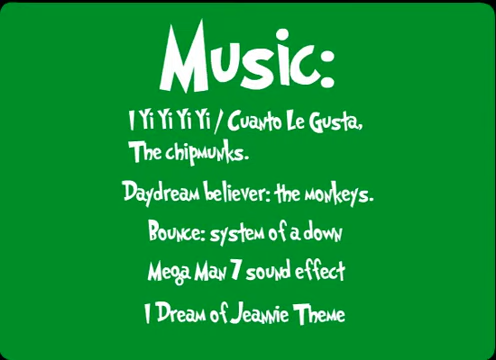 Music:
I Yi Yi Yi Yi / Cuanto Le Gusta,
The chipmunks.
Daydream believer: the monkeys.
Bounce: system of a down
Mega Man 7 sound effect
I Dream of Jeannie Theme